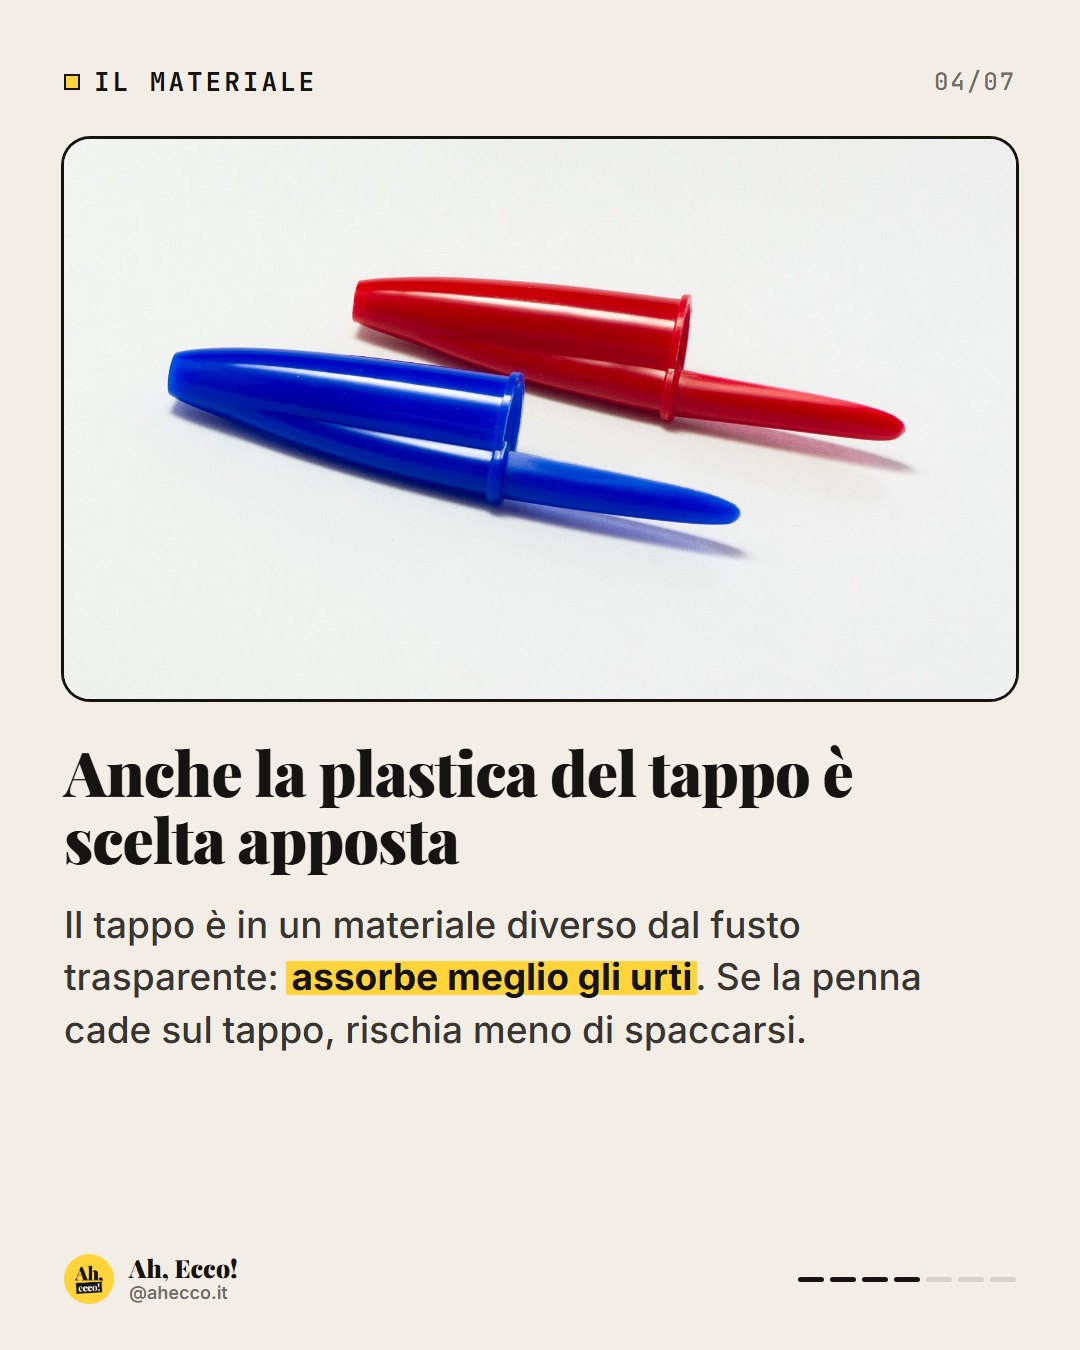 IL MATERIALE
04/07
Anche la plastica del tappo è
scelta apposta
Il tappo è in un materiale diverso dal fusto
trasparente: assorbe meglio gli urti. Se la penna
cade sul tappo, rischia meno di spaccarsi.
Ah,
ecco!
Ah, Ecco!
@ahecco.it